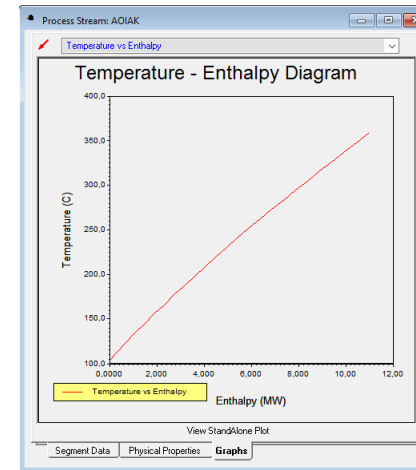 Process Stream: AOIAK
Temperature vs Enthalpy
Temperature - Enthalpy Diagram
400,0
350,0
300,0
250,0
200,0
150,0
100,0
Temperature (C)
0,0000 2,000 4,000 6,000 8,000 10,00 12,00
Temperature vs Enthalpy
Enthalpy (MW)
View StandAlone Plot
Segment Data Physical Properties Graphs